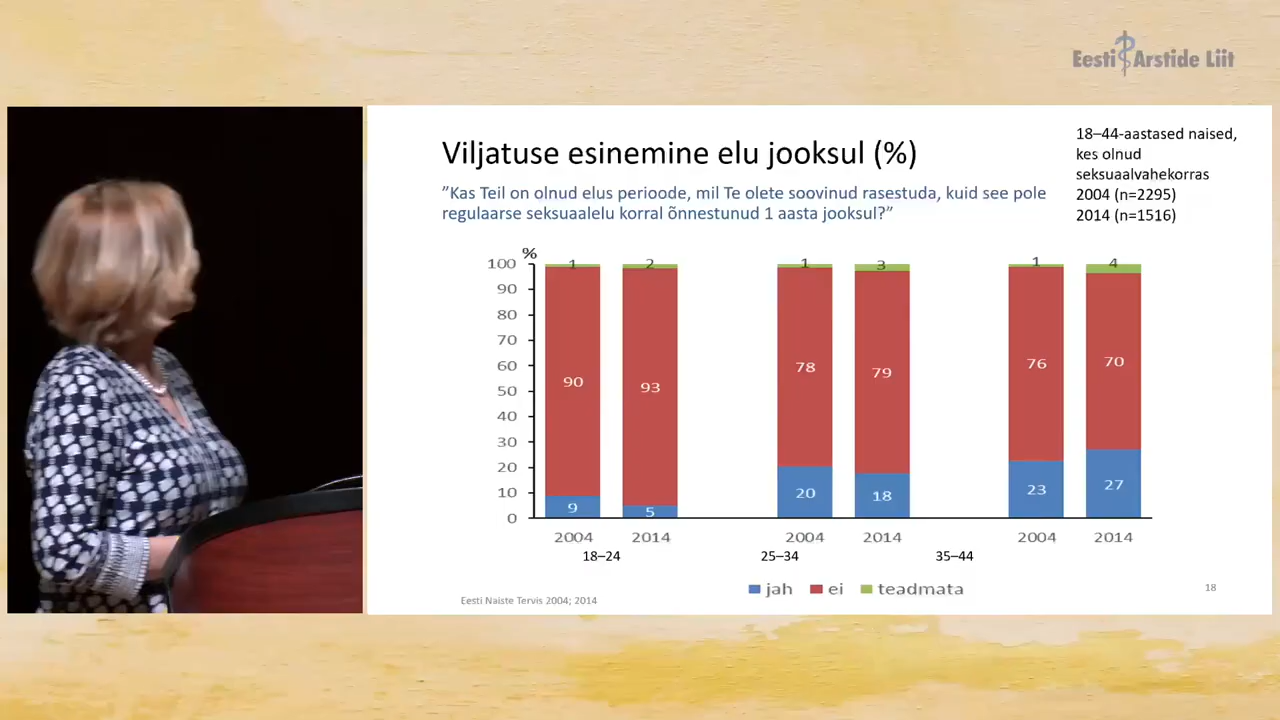 Eesti Arstide Liit
Viljatuse esinemine elu jooksul (%)
”Kas Teil on olnud elus perioode, mil Te olete soovinud rasestuda, kuid see pole
regulaarse seksuaalelu korral õnnestunud 1 aasta jooksul?”
18–44-aastased naised,
kes olnud
seksuaalvahekorras
2004 (n=2295)
2014 (n=1516)
%
100
90
80
70
60
50
40
30
20
10
0
1 2 1 3 1 4
90 93 78 79 76 70
9 5 20 18 23 27
2004 2014 2004 2014 2004 2014
18–24 25–34 35–44
jah ei teadmata
Eesti Naiste Tervis 2004; 2014
18